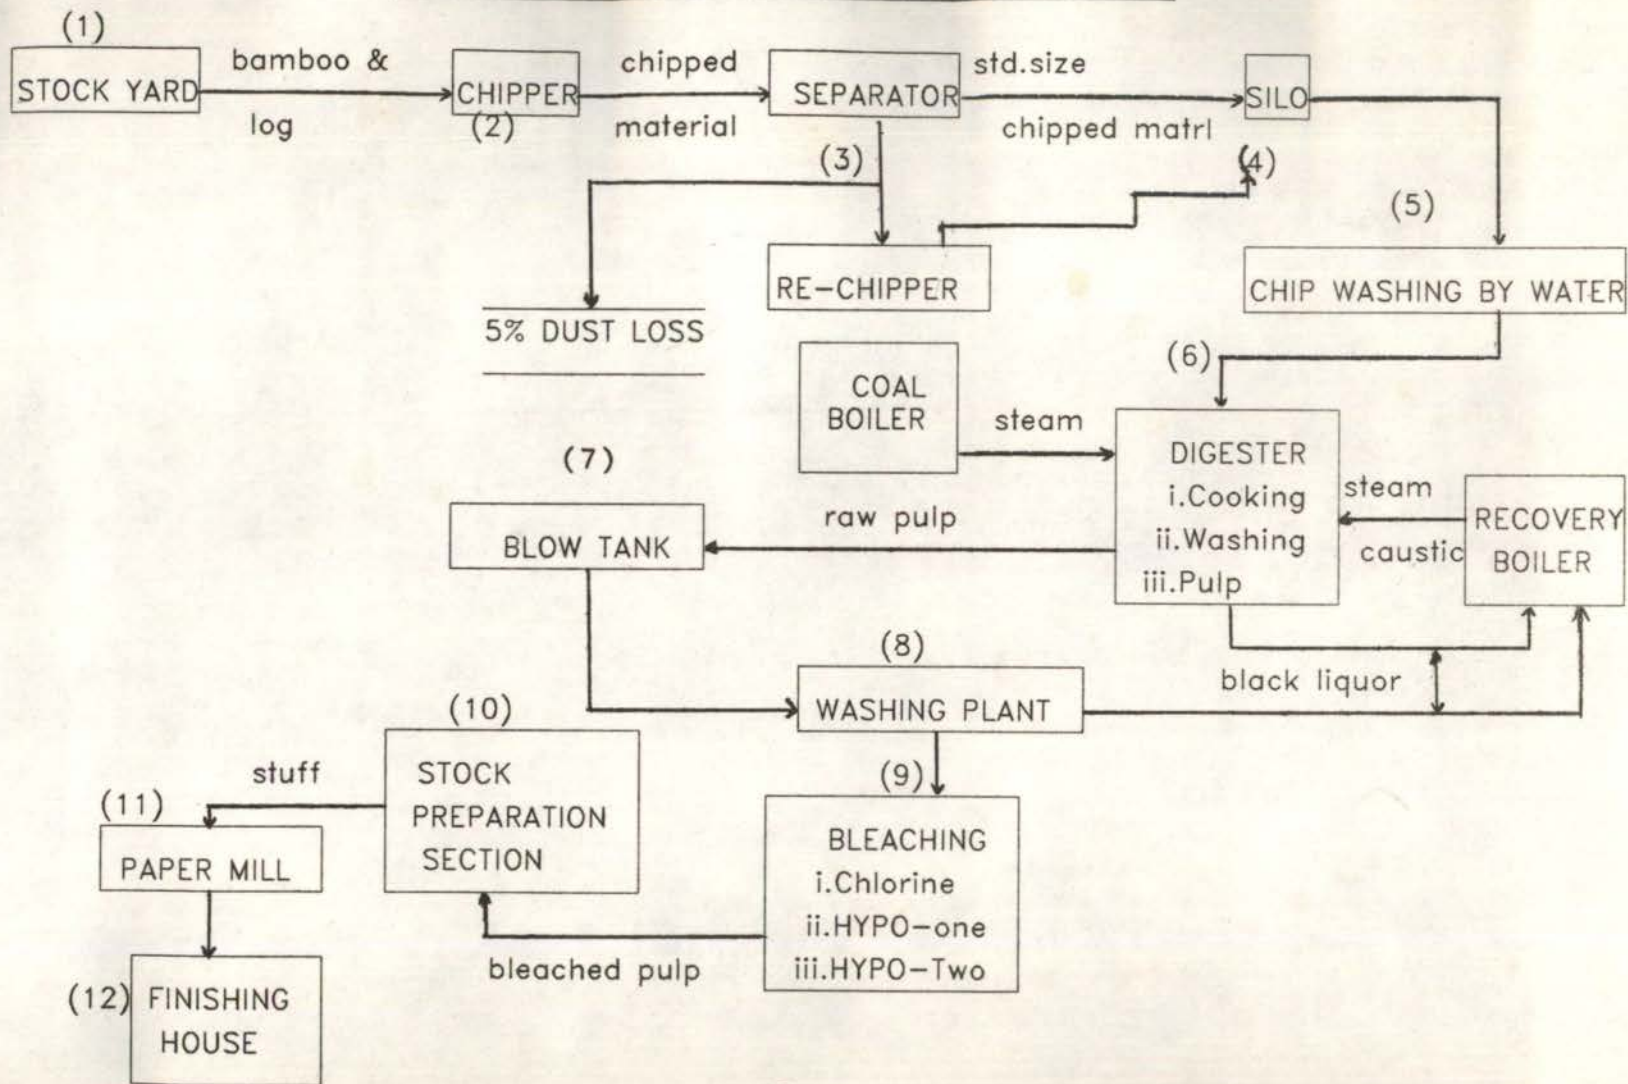 (1)
STOCK YARD
bamboo &
log
CHIPPER
(2)
chipped
material
SEPARATOR
(3)
std.size
chipped matrl
SILO
(4)
(5)
RE-CHIPPER
CHIP WASHING BY WATER
5% DUST LOSS
(6)
COAL
BOILER
steam
DIGESTER
i.Cooking
ii.Washing
iii.Pulp
steam
caustic
RECOVERY
BOILER
(7)
BLOW TANK
raw pulp
black liquor
(8)
WASHING PLANT
(9)
BLEACHING
i.Chlorine
ii.HYPO-one
iii.HYPO-Two
bleached pulp
(10)
STOCK
PREPARATION
SECTION
stuff
(11)
PAPER MILL
(12)
FINISHING
HOUSE